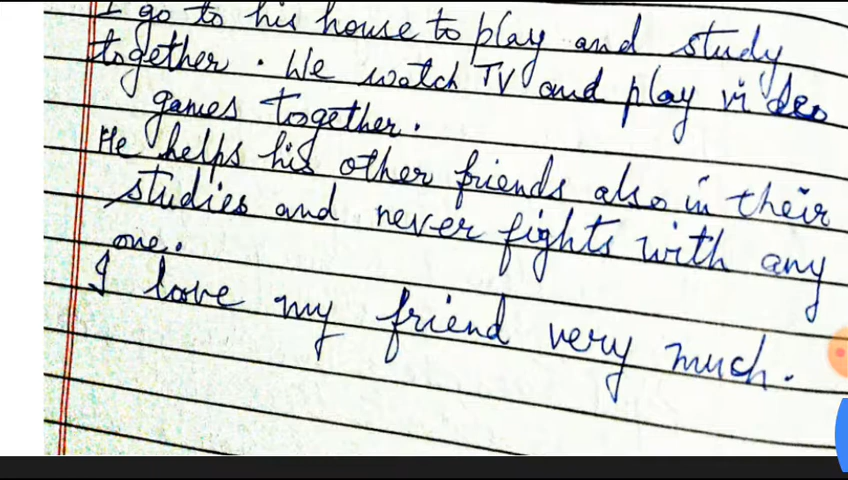 I go to his house to play and study
together. We watch TV and play video
games together.
He helps his other friends also in their
studies and never fights with any
one.
I love my friend very much.